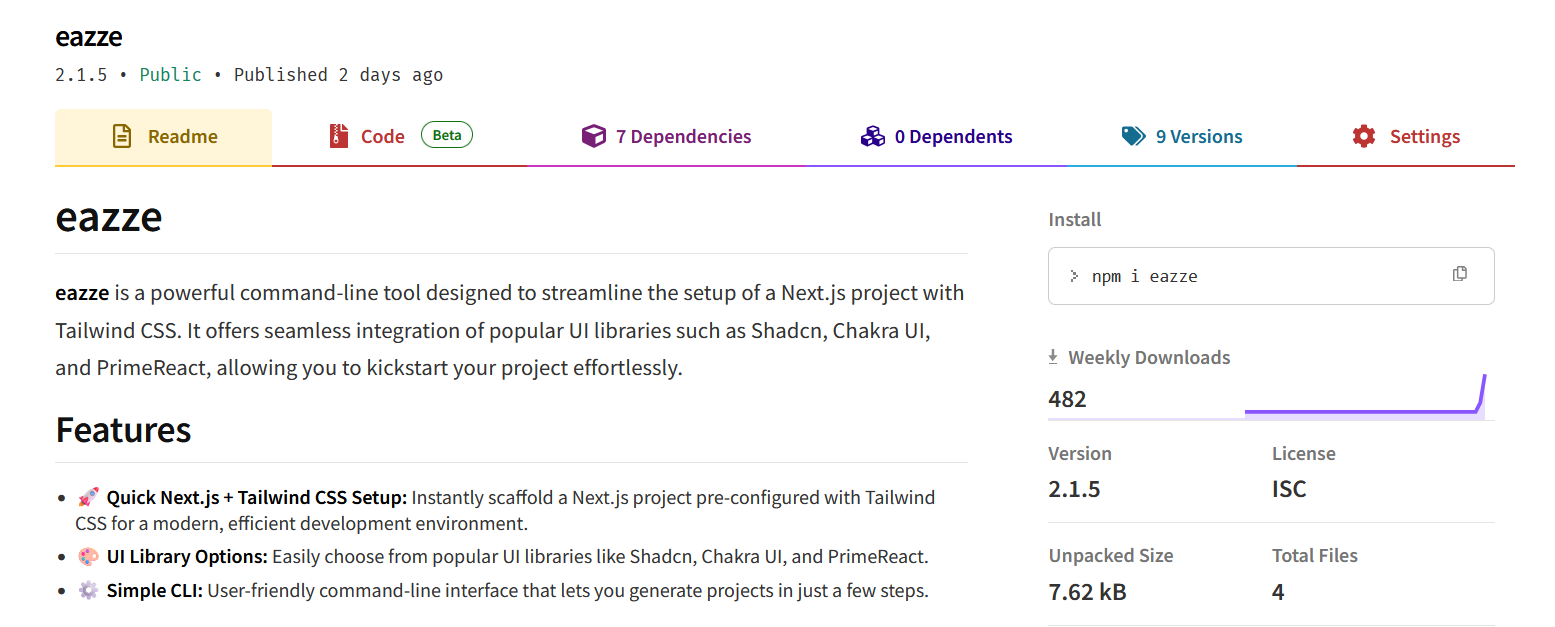 eazze
2.1.5 • Public • Published 2 days ago
Readme
Code Beta
7 Dependencies
0 Dependents
9 Versions
Settings
eazze
eazze is a powerful command-line tool designed to streamline the setup of a Next.js project with
Tailwind CSS. It offers seamless integration of popular UI libraries such as Shadcn, Chakra UI,
and PrimeReact, allowing you to kickstart your project effortlessly.
Features
• 🚀 Quick Next.js + Tailwind CSS Setup: Instantly scaffold a Next.js project pre-configured with Tailwind
CSS for a modern, efficient development environment.
• 🎨 UI Library Options: Easily choose from popular UI libraries like Shadcn, Chakra UI, and PrimeReact.
• ⚙️ Simple CLI: User-friendly command-line interface that lets you generate projects in just a few steps.
Install
> npm i eazze
Weekly Downloads
482
Version
2.1.5
License
ISC
Unpacked Size
7.62 kB
Total Files
4